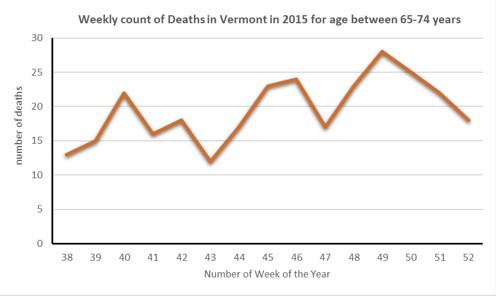 Weekly count of Deaths in Vermont in 2015 for age between 65-74 years
30
25
20
15
10
5
0
number of deaths
38 39 40 41 42 43 44 45 46 47 48 49 50 51 52
Number of Week of the Year